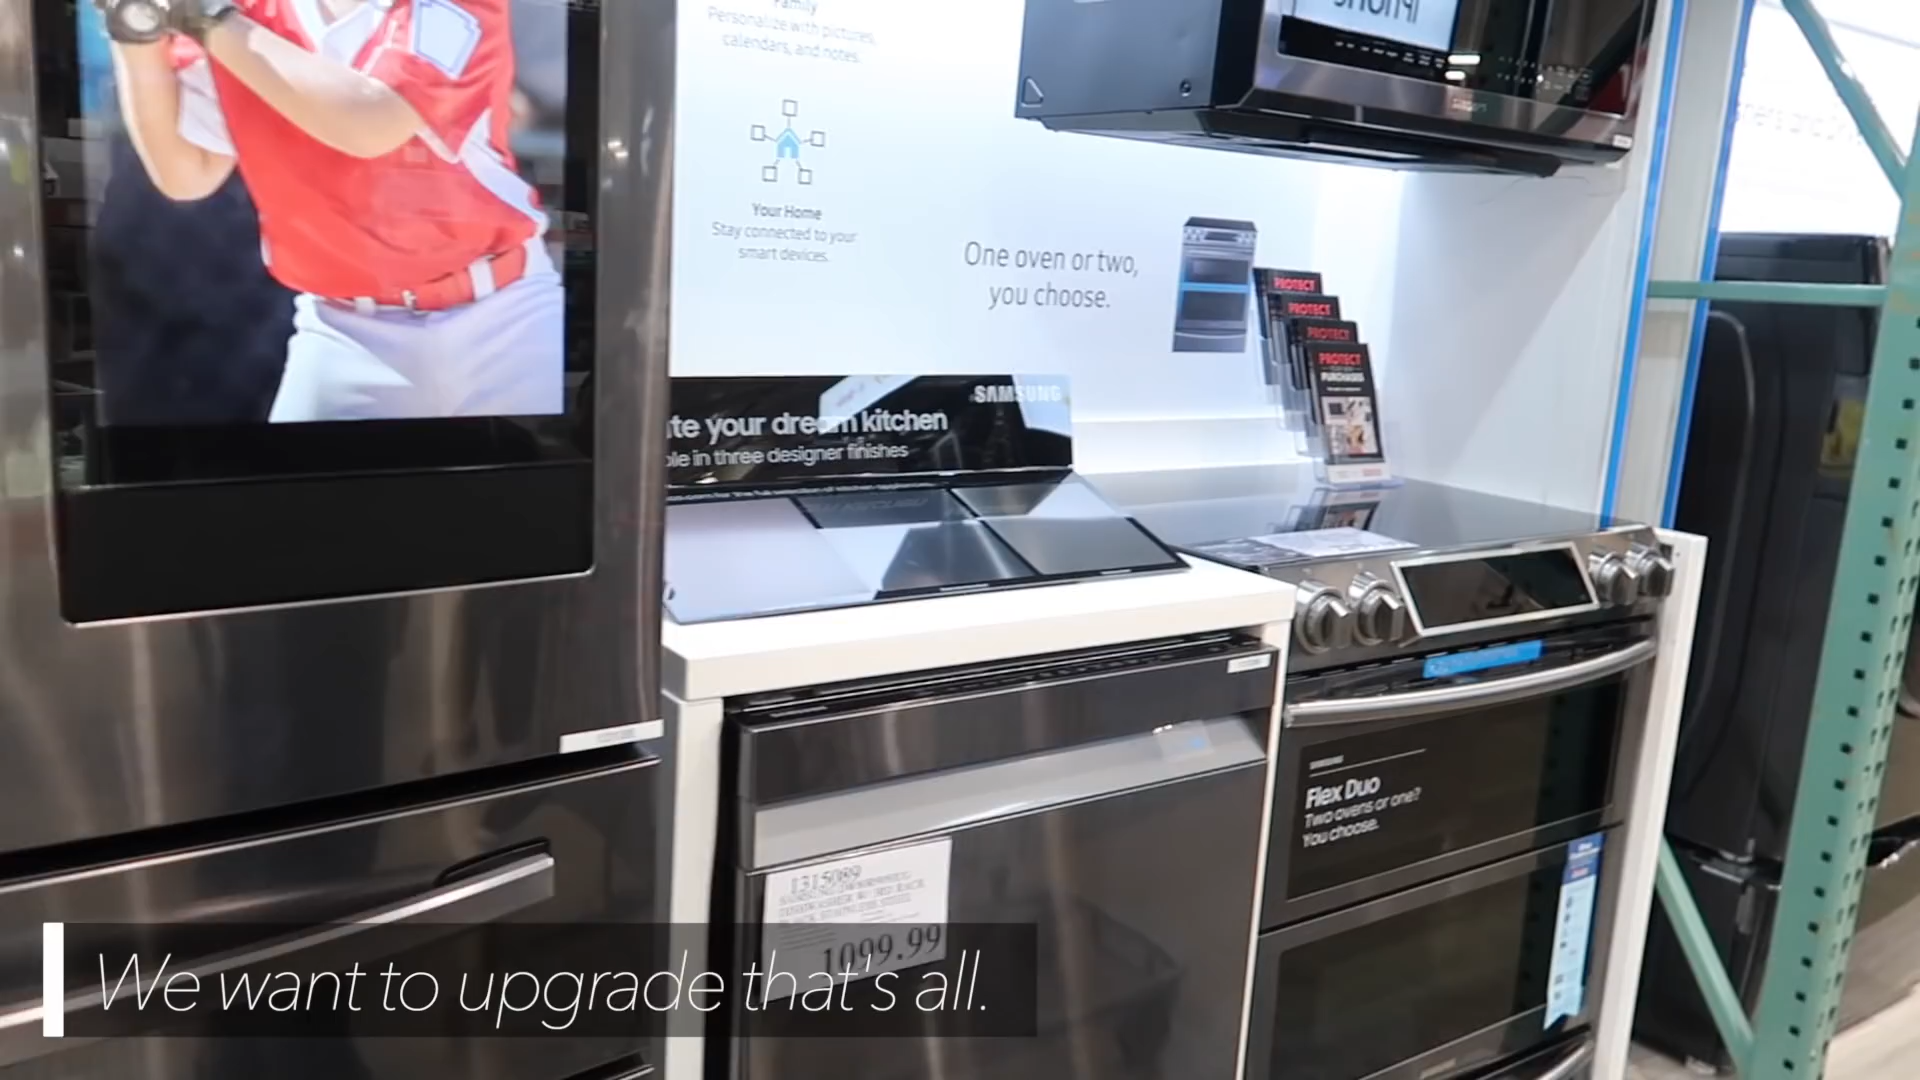 Family
Personalize with pictures,
calendars, and notes.
Your Home
Stay connected to your
smart devices.
One oven or two,
you choose.
PROTECT
PROTECT
PROTECT
PROTECT
PURCHASES
SAMSUNG
te your dream kitchen
ble in three designer finishes
SAMSUNG
Flex Duo
Two ovens or one?
You choose.
1315089
1099.99
We want to upgrade that's all.